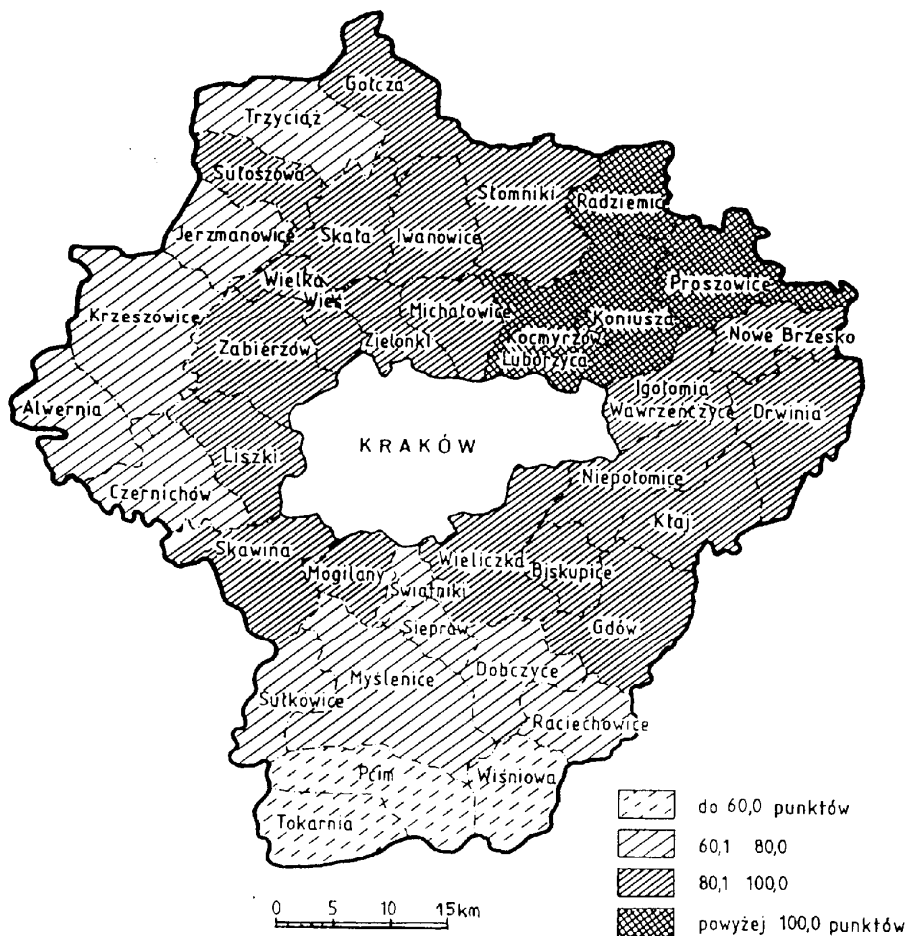 Gołcza
Trzyciąż
Sułoszowa
Słomniki
Radziemia
Jerzmanowice
Skała
Iwanowice
Wielka
Wieś
Proszowice
Krzeszowice
Michałowice
Koniusza
Nowe Brzesko
Zabierzów
Zielonki
Kocmyrzów
Luborzyca
Igołomia
Wawrzeńczyce
Drwinia
Alwernia
KRAKÓW
Liszki
Niepołomice
Czernichów
Kłaj
Skawina
Mogilany
Wieliczka
Biskupice
Świątniki
Siepraw
Gdów
Dobczyce
Myślenice
Sułkowice
Raciechowice
Pcim
Wiśniowa
Tokarnia
do 60,0 punktów
60,1 80,0
80,1 100,0
powyżej 100,0 punktów
0 5 10 15km